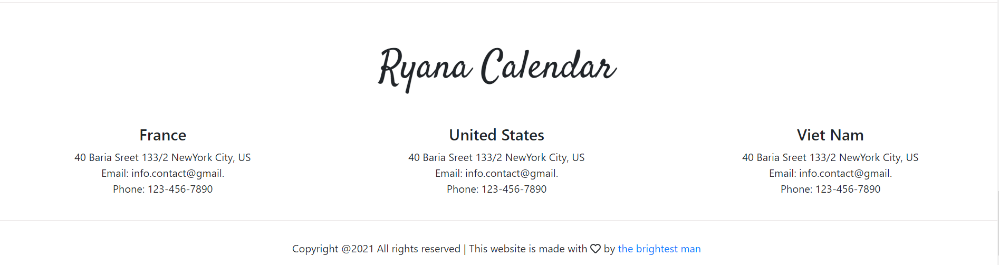 Ryana Calendar
France
40 Baria Sreet 133/2 NewYork City, US
Email: info.contact@gmail.
Phone: 123-456-7890
United States
40 Baria Sreet 133/2 NewYork City, US
Email: info.contact@gmail.
Phone: 123-456-7890
Viet Nam
40 Baria Sreet 133/2 NewYork City, US
Email: info.contact@gmail.
Phone: 123-456-7890
Copyright @2021 All rights reserved | This website is made with ♡ by the brightest man